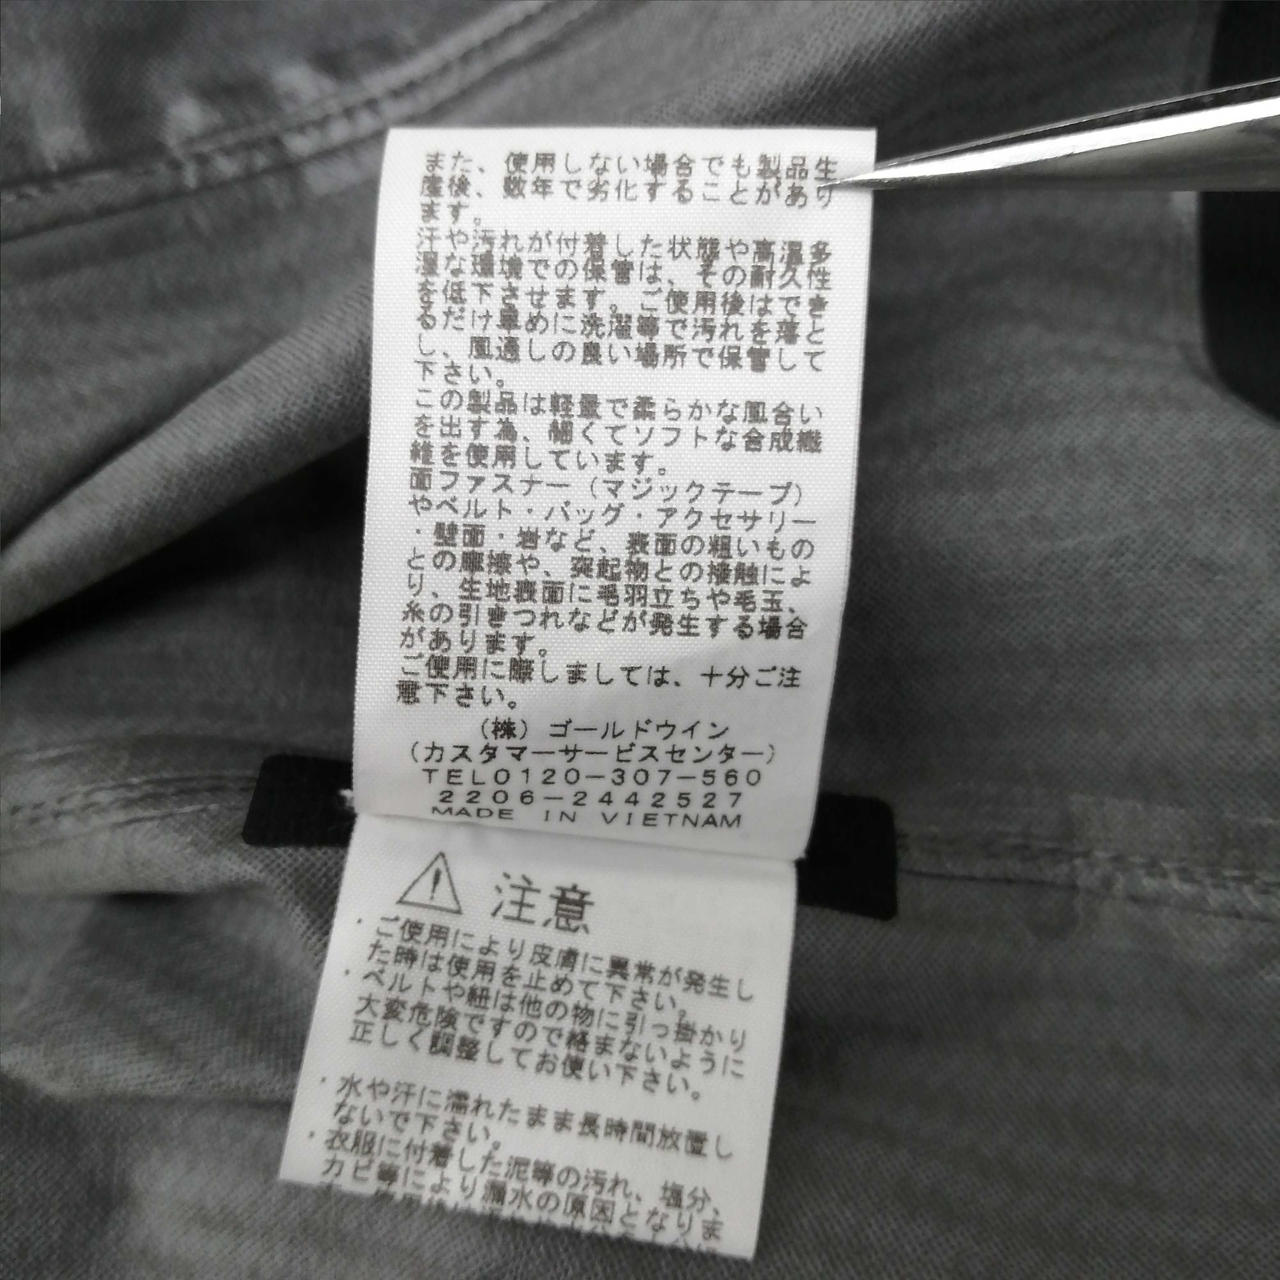 また、使用しない場合でも製品生
産後、数年で劣化することがあり
ます。
汗や汚れが付着した状態や高温多
湿な環境での保管は、その耐久性
を低下させます。ご使用後はでき
るだけ早めに洗濯等で汚れを落と
し、風通しの良い場所で保管して
下さい。
この製品は軽量で柔らかな風合い
を出す為、細くてソフトな合成繊
維を使用しています。
面ファスナー（マジックテープ）
やベルト・バッグ・アクセサリー
・壁面・岩など、表面の粗いもの
との摩擦や、突起物との接触によ
り、生地表面に毛羽立ちや毛玉、
糸の引きつれなどが発生する場合
があります。
ご使用に際しましては、十分ご注
意下さい。
（株）ゴールドウイン
（カスタマーサービスセンター）
TEL0120-307-560
2206-2442527
MADE IN VIETNAM
注意
・ご使用により皮膚に異常が発生し
た時は使用を止めて下さい。
・ベルトや紐は他の物に引っ掛かり
大変危険ですので絡まないように
正しく調整してお使い下さい。
・水や汗に濡れたまま長時間放置し
ないで下さい。
・衣服に付着した泥等の汚れ、塩分、
カビ等により漏水の原因となりま